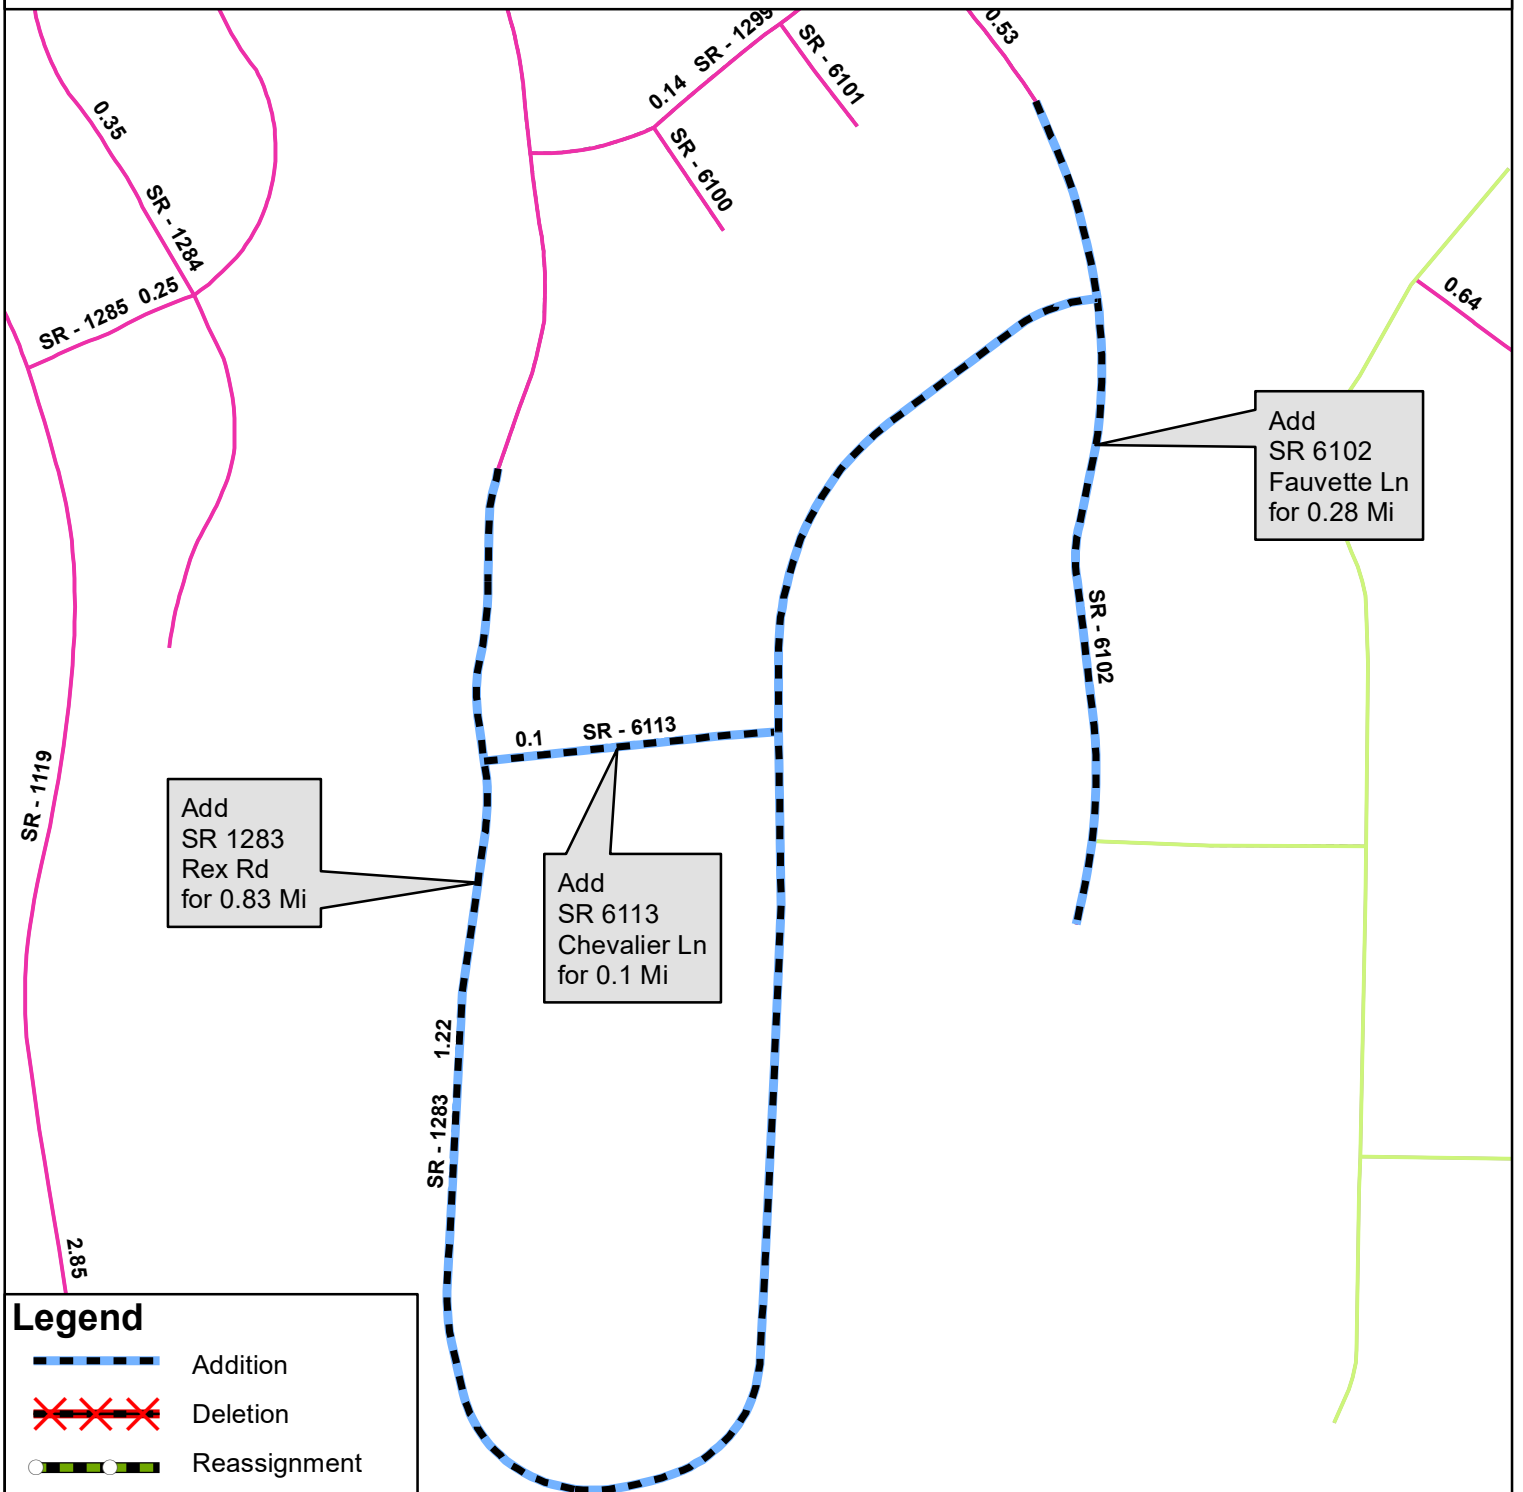 0.53
SR - 1299
0.14
SR - 6101
SR - 6100
0.35
SR - 1284
0.25
SR - 1285
0.64
Add
SR 6102
Fauvette Ln
for 0.28 Mi
SR - 6102
0.1
SR - 6113
SR - 1119
Add
SR 1283
Rex Rd
for 0.83 Mi
Add
SR 6113
Chevalier Ln
for 0.1 Mi
1.22
SR - 1283
2.85
Legend
Addition
Deletion
Reassignment